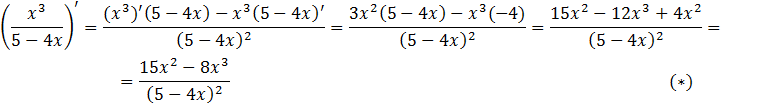 (x³/(5 − 4x))′ = ((x³)′(5 − 4x) − x³(5 − 4x)′)/(5 − 4x)² = (3x²(5 − 4x) − x³(−4))/(5 − 4x)² = (15x² − 12x³ + 4x²)/(5 − 4x)² =
= (15x² − 8x³)/(5 − 4x)² (∗)